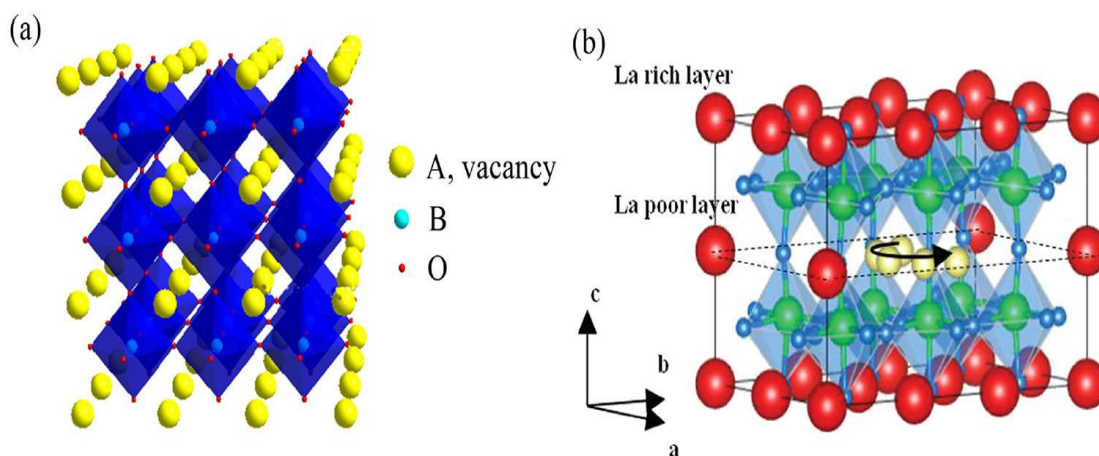 (a)
A, vacancy
B
O
(b)
La rich layer
La poor layer
c
b
a